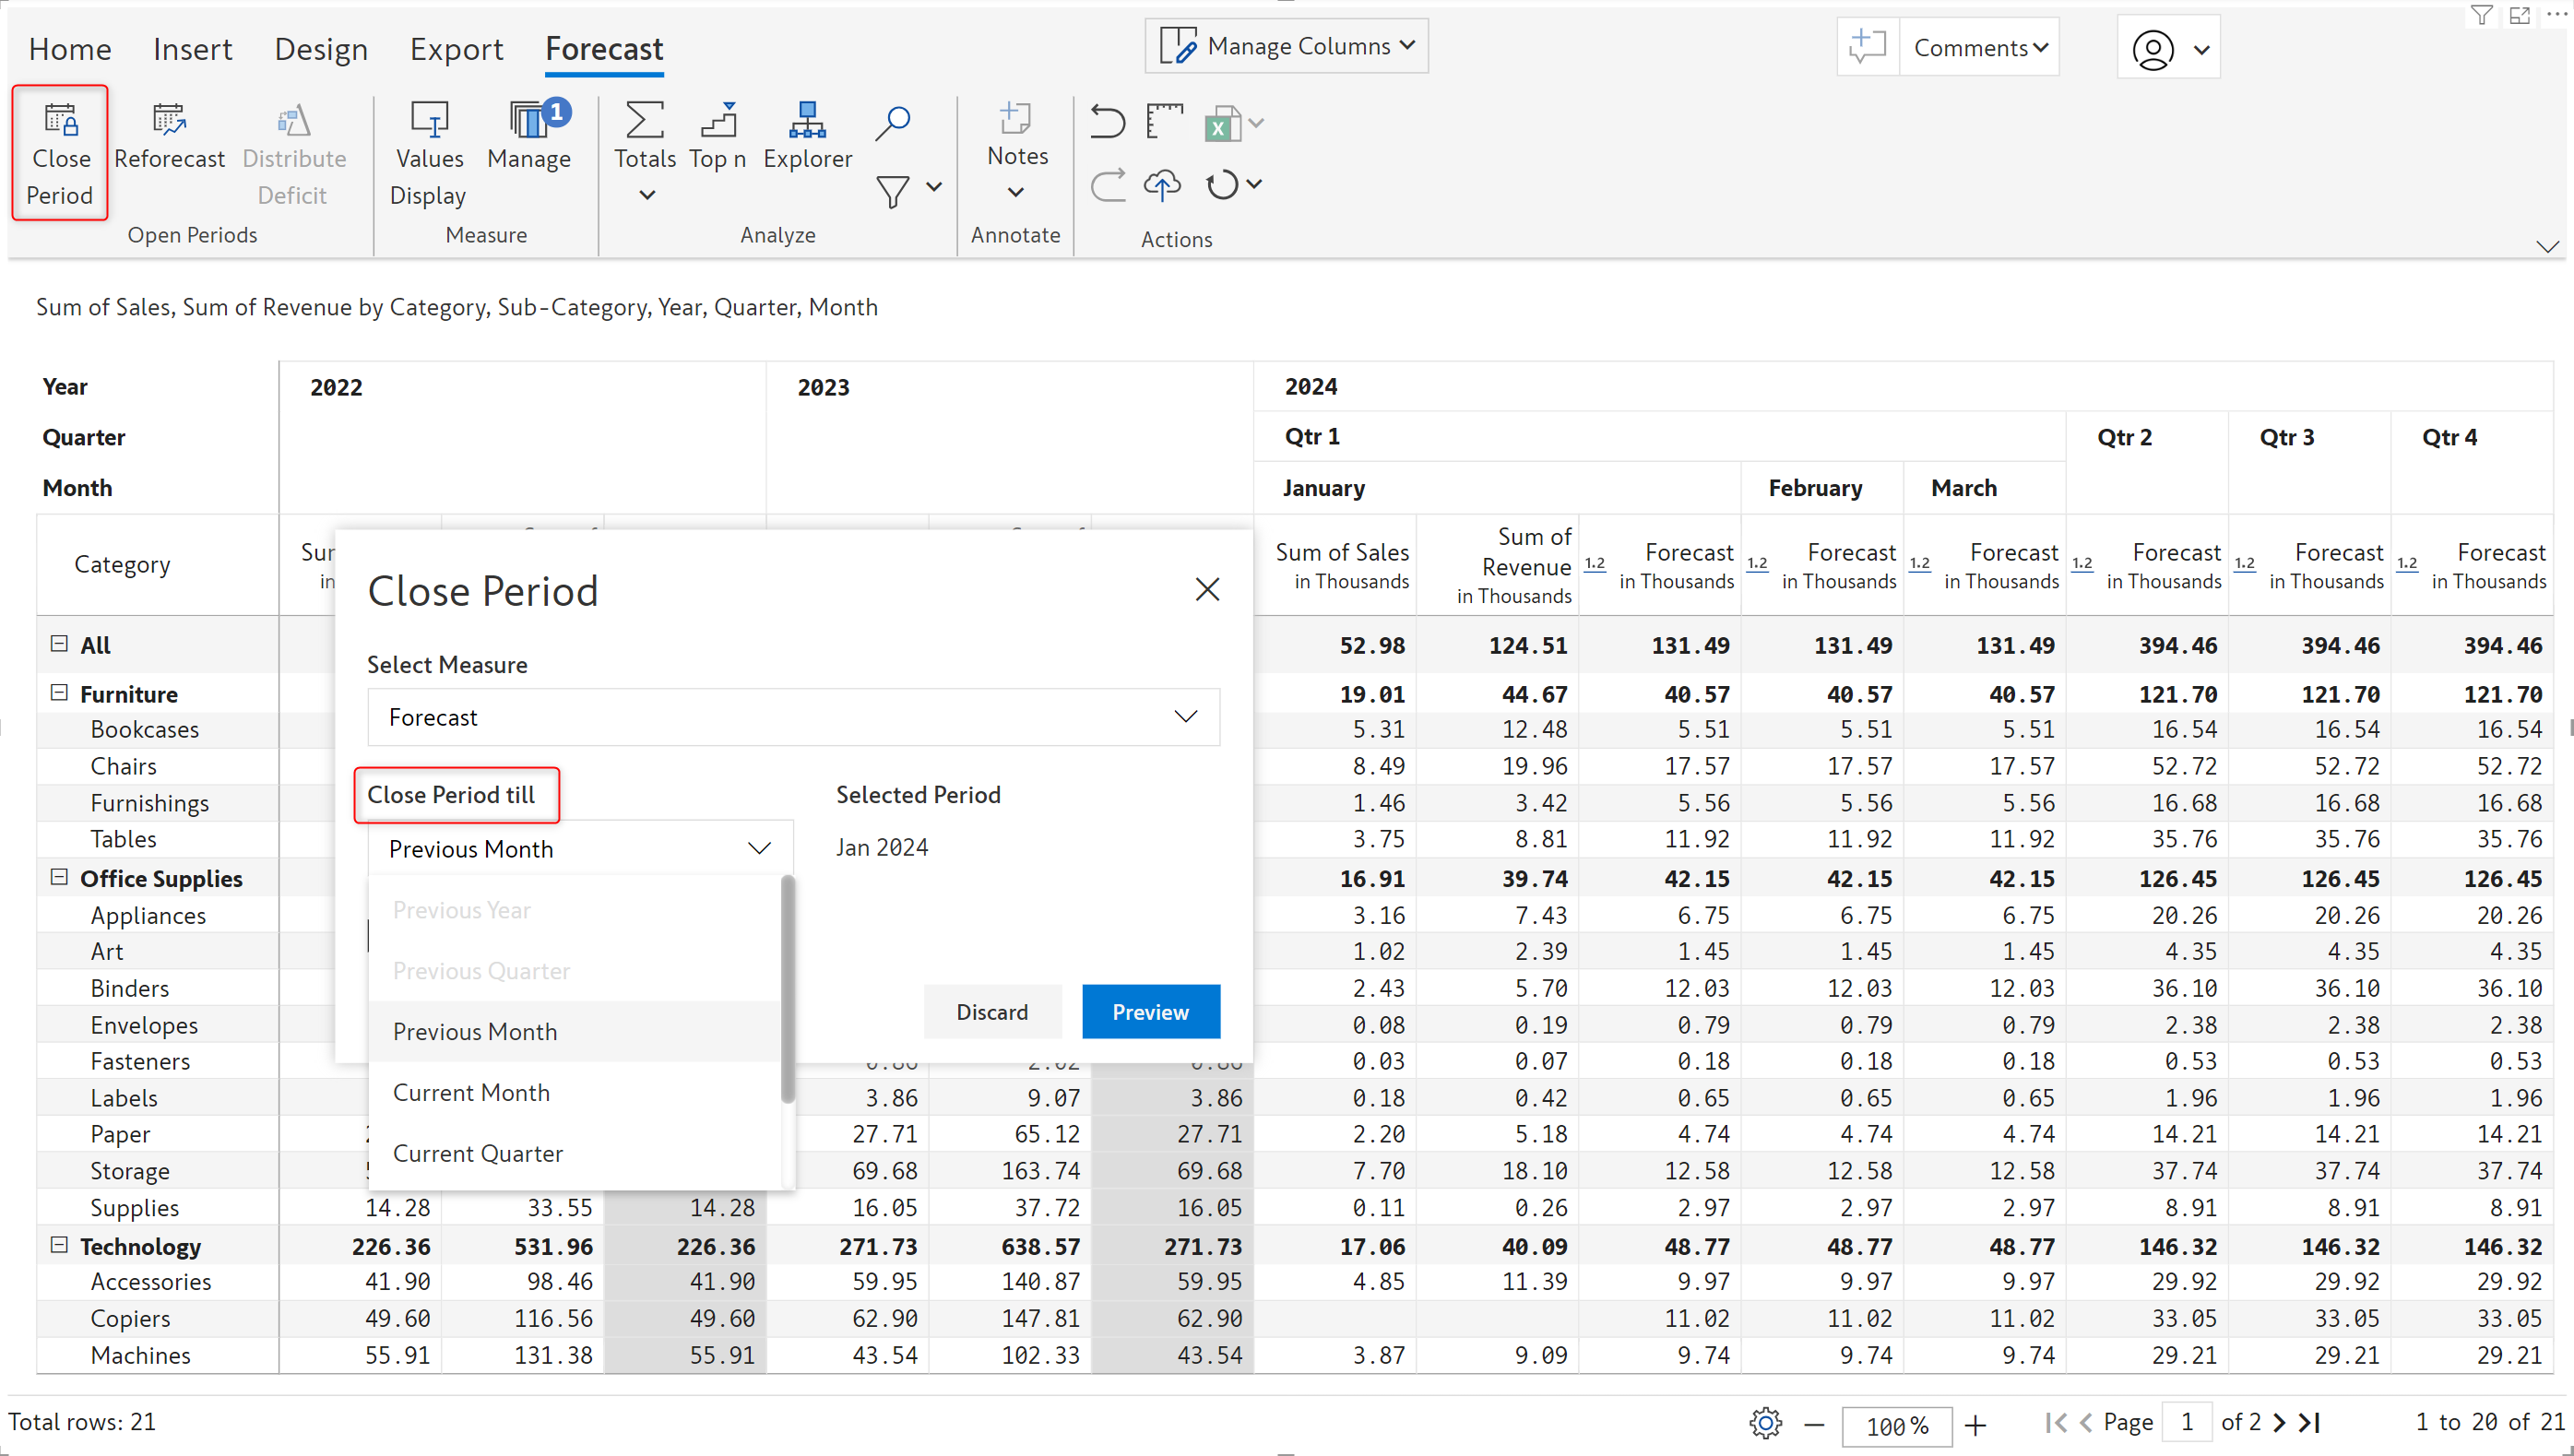 Home Insert Design Export Forecast
Manage Columns
Comments
Close Period
Reforecast
Distribute Deficit
Open Periods
Values Display
Manage 1
Measure
Totals
Top n
Explorer
Analyze
Notes
Annotate
Actions
Sum of Sales, Sum of Revenue by Category, Sub-Category, Year, Quarter, Month
Year 2022 2023 2024
Quarter Qtr 1 Qtr 2 Qtr 3 Qtr 4
Month January February March
Category
Sum of Sales in Thousands
Sum of Revenue in Thousands
1.2 Forecast in Thousands
1.2 Forecast in Thousands
1.2 Forecast in Thousands
1.2 Forecast in Thousands
1.2 Forecast in Thousands
1.2 Forecast in Thousands
All 52.98 124.51 131.49 131.49 131.49 394.46 394.46 394.46
Furniture 19.01 44.67 40.57 40.57 40.57 121.70 121.70 121.70
Bookcases 5.31 12.48 5.51 5.51 5.51 16.54 16.54 16.54
Chairs 8.49 19.96 17.57 17.57 17.57 52.72 52.72 52.72
Furnishings 1.46 3.42 5.56 5.56 5.56 16.68 16.68 16.68
Tables 3.75 8.81 11.92 11.92 11.92 35.76 35.76 35.76
Office Supplies 16.91 39.74 42.15 42.15 42.15 126.45 126.45 126.45
Appliances 3.16 7.43 6.75 6.75 6.75 20.26 20.26 20.26
Art 1.02 2.39 1.45 1.45 1.45 4.35 4.35 4.35
Binders 2.43 5.70 12.03 12.03 12.03 36.10 36.10 36.10
Envelopes 0.08 0.19 0.79 0.79 0.79 2.38 2.38 2.38
Fasteners 0.03 0.07 0.18 0.18 0.18 0.53 0.53 0.53
Labels 3.86 9.07 3.86 0.18 0.42 0.65 0.65 0.65 1.96 1.96 1.96
Paper 27.71 65.12 27.71 2.20 5.18 4.74 4.74 4.74 14.21 14.21 14.21
Storage 69.68 163.74 69.68 7.70 18.10 12.58 12.58 12.58 37.74 37.74 37.74
Supplies 14.28 33.55 14.28 16.05 37.72 16.05 0.11 0.26 2.97 2.97 2.97 8.91 8.91 8.91
Technology 226.36 531.96 226.36 271.73 638.57 271.73 17.06 40.09 48.77 48.77 48.77 146.32 146.32 146.32
Accessories 41.90 98.46 41.90 59.95 140.87 59.95 4.85 11.39 9.97 9.97 9.97 29.92 29.92 29.92
Copiers 49.60 116.56 49.60 62.90 147.81 62.90 11.02 11.02 11.02 33.05 33.05 33.05
Machines 55.91 131.38 55.91 43.54 102.33 43.54 3.87 9.09 9.74 9.74 9.74 29.21 29.21 29.21
Close Period
Select Measure
Forecast
Close Period till
Selected Period
Previous Month
Jan 2024
Previous Year
Previous Quarter
Previous Month
Current Month
Current Quarter
Discard
Preview
Total rows: 21
100%
Page 1 of 2
1 to 20 of 21